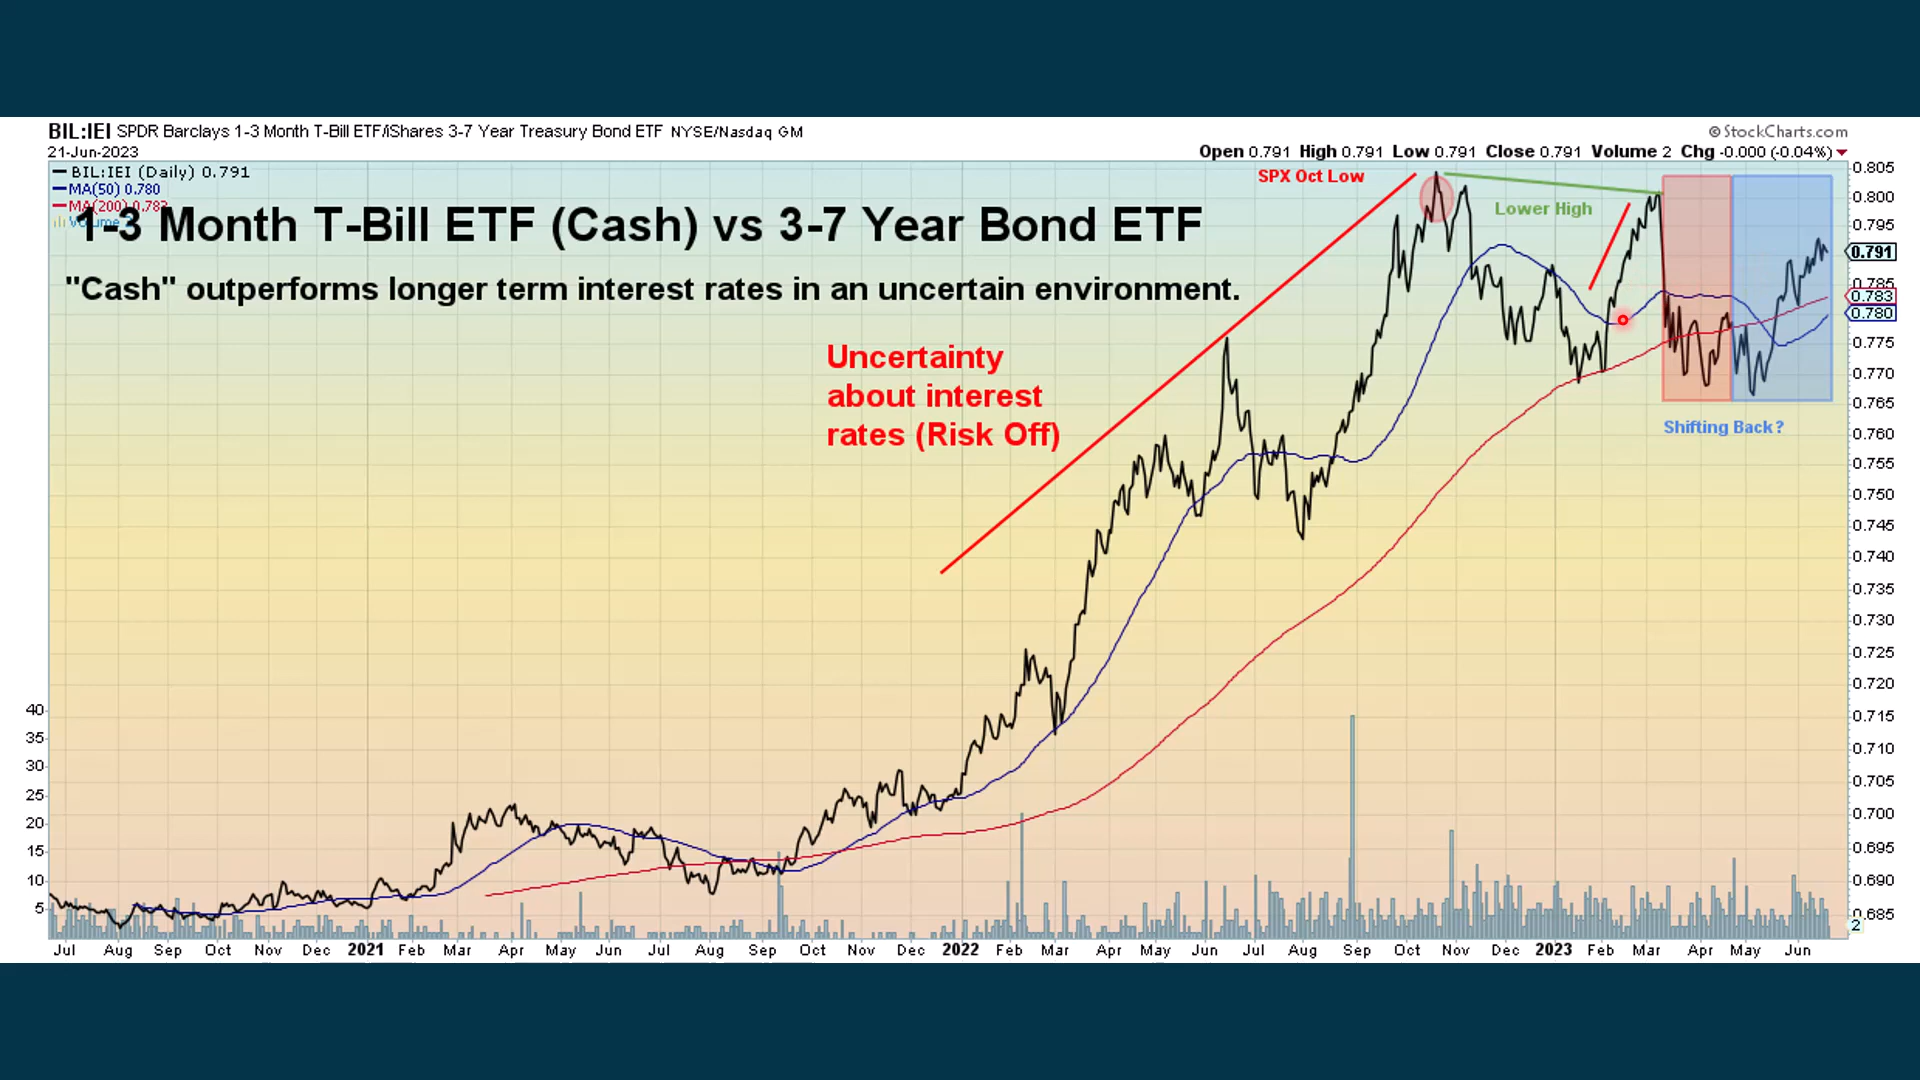 BIL:IEI SPDR Barclays 1-3 Month T-Bill ETF/iShares 3-7 Year Treasury Bond ETF NYSE/Nasdaq GM
© StockCharts.com
21-Jun-2023
Open 0.791 High 0.791 Low 0.791 Close 0.791 Volume 2 Chg -0.000 (-0.04%)
BIL:IEI (Daily) 0.791
MA(50) 0.780
MA(200) 0.783
Volume
SPX Oct Low
Lower High
1-3 Month T-Bill ETF (Cash) vs 3-7 Year Bond ETF
"Cash" outperforms longer term interest rates in an uncertain environment.
Uncertainty
about interest
rates (Risk Off)
Shifting Back?
0.805
0.800
0.795
0.791
0.785
0.783
0.780
0.775
0.770
0.765
0.760
0.755
0.750
0.745
0.740
0.735
0.730
0.725
0.720
0.715
0.710
0.705
0.700
0.695
0.690
0.685
2
40
35
30
25
20
15
10
5
Jul Aug Sep Oct Nov Dec 2021 Feb Mar Apr May Jun Jul Aug Sep Oct Nov Dec 2022 Feb Mar Apr May Jun Jul Aug Sep Oct Nov Dec 2023 Feb Mar Apr May Jun